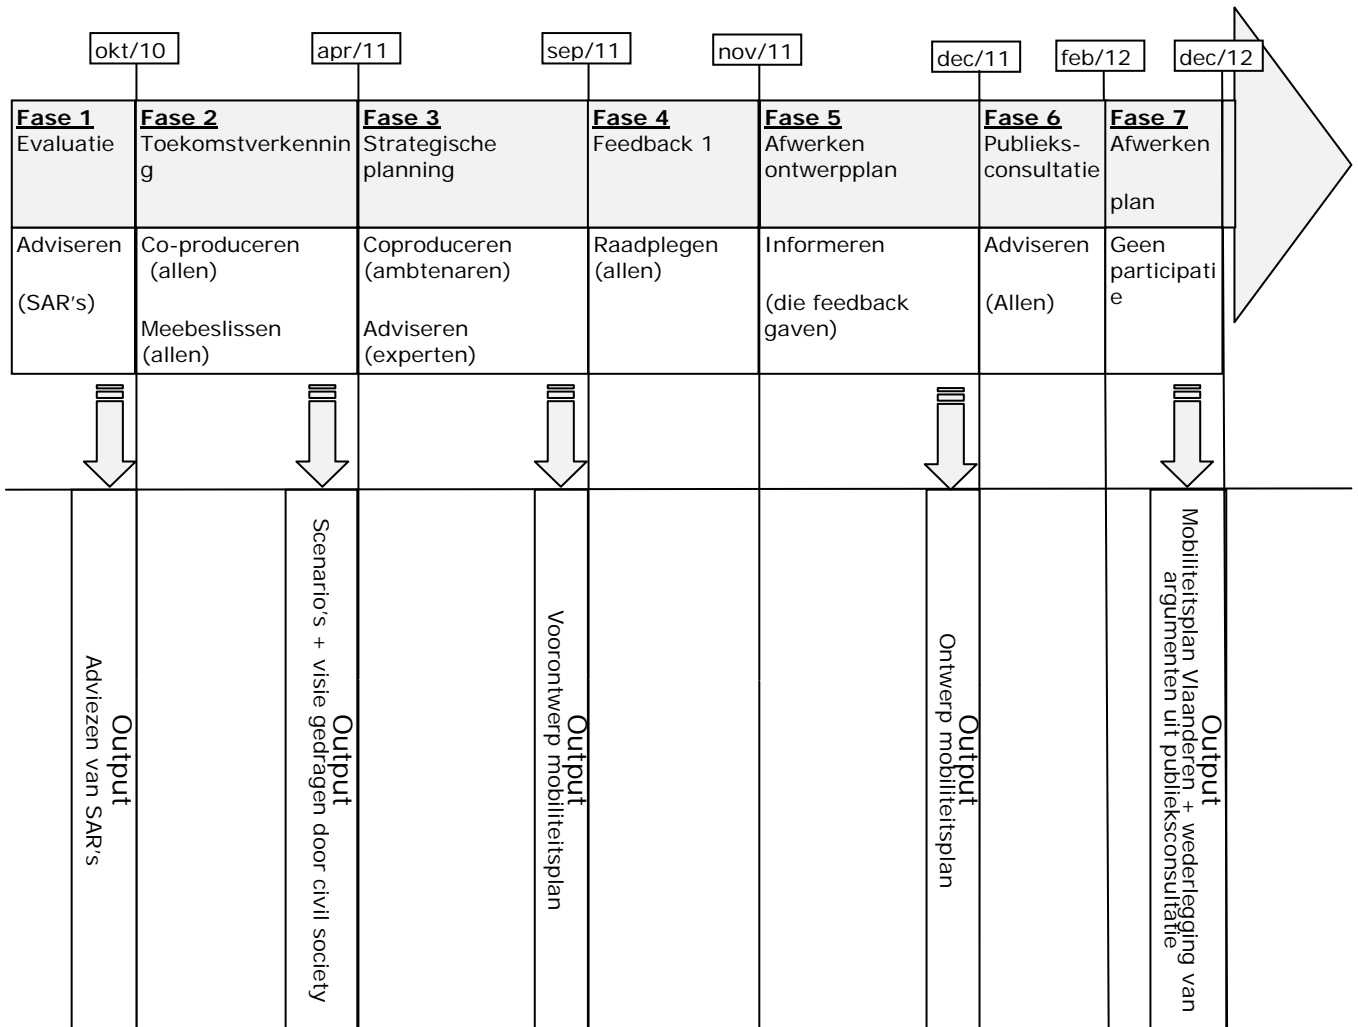 okt/10
apr/11
sep/11
nov/11
dec/11
feb/12
dec/12
Fase 1
Evaluatie
Fase 2
Toekomstverkennin
g
Fase 3
Strategische
planning
Fase 4
Feedback 1
Fase 5
Afwerken
ontwerpplan
Fase 6
Publieks-
consultatie
Fase 7
Afwerken
plan
Adviseren
(SAR's)
Co-produceren
(allen)
Meebeslissen
(allen)
Coproduceren
(ambtenaren)
Adviseren
(experten)
Raadplegen
(allen)
Informeren
(die feedback
gaven)
Adviseren
(Allen)
Geen
participati
e
Output
Adviezen van SAR's
Output
Scenario's + visie gedragen door civil society
Output
Voorontwerp mobiliteitsplan
Output
Ontwerp mobiliteitsplan
Output
Mobiliteitsplan Vlaanderen + wederlegging van
argumenten uit publieksconsultatie